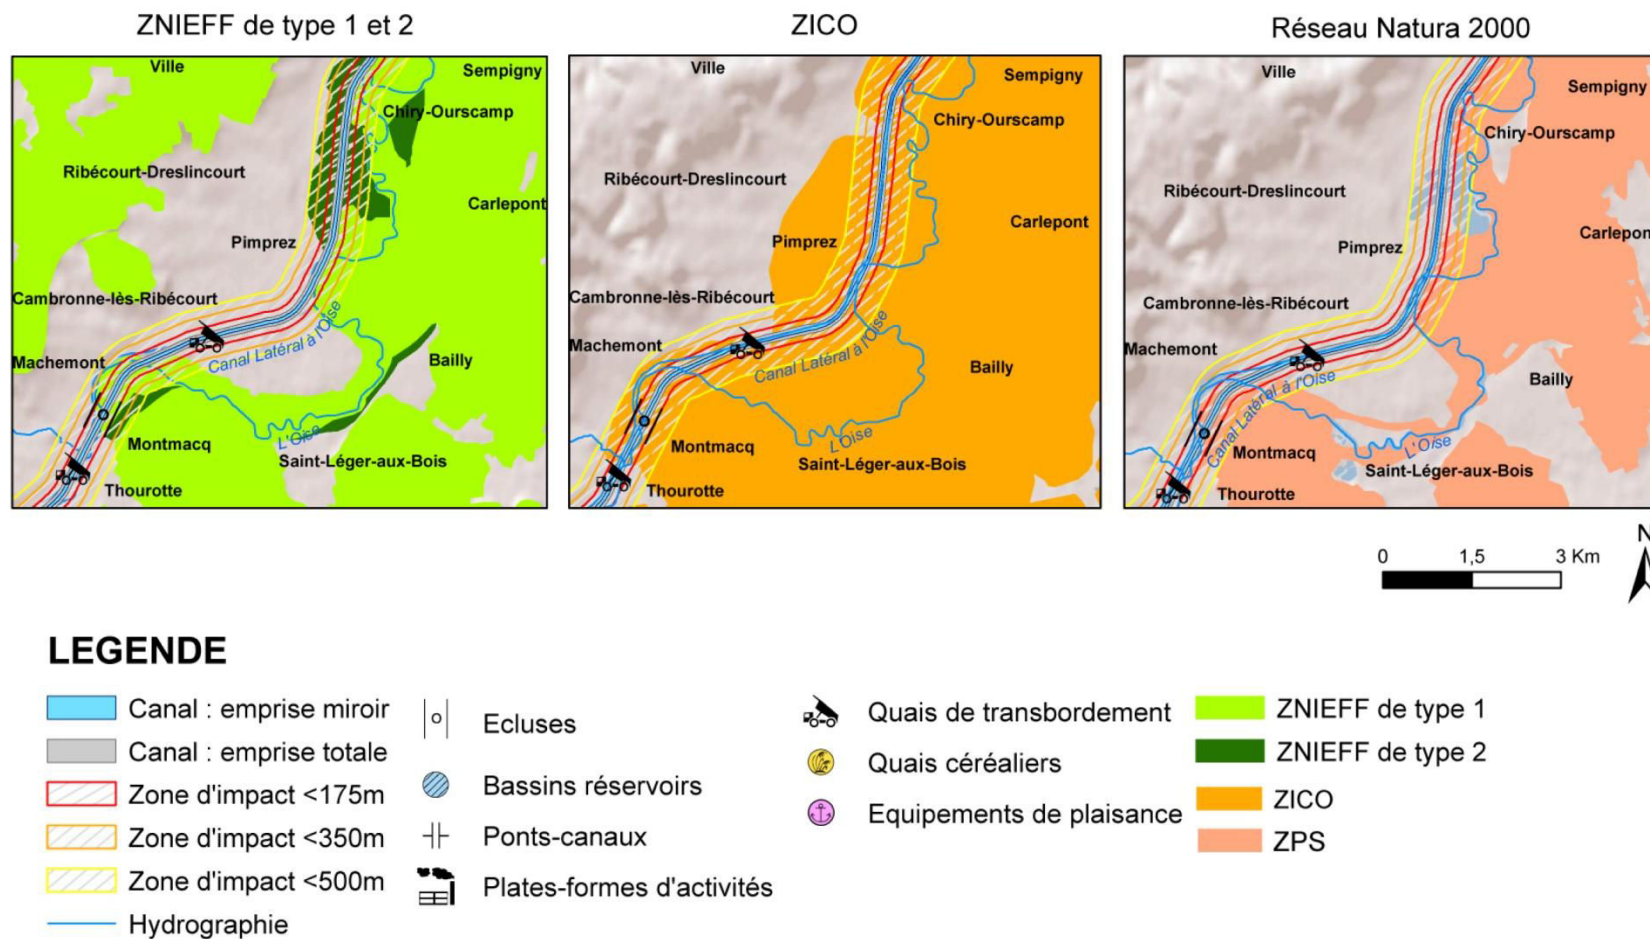 ZNIEFF de type 1 et 2
ZICO
Réseau Natura 2000
Ville
Sempigny
Chiry-Ourscamp
Ribécourt-Dreslincourt
Carlepont
Pimprez
Cambronne-lès-Ribécourt
Machemont
Canal Latéral à l'Oise
Bailly
L'Oise
Montmacq
Saint-Léger-aux-Bois
Thourotte
Ville
Sempigny
Chiry-Ourscamp
Ribécourt-Dreslincourt
Carlepont
Pimprez
Cambronne-lès-Ribécourt
Machemont
Canal Latéral à l'Oise
Bailly
L'Oise
Montmacq
Saint-Léger-aux-Bois
Thourotte
Ville
Sempigny
Chiry-Ourscamp
Ribécourt-Dreslincourt
Carlepon
Pimprez
Cambronne-lès-Ribécourt
Machemont
Canal Latéral à l'Oise
Bailly
L'Oise
Montmacq
Saint-Léger-aux-Bois
Thourotte
N
0 1,5 3 Km
LEGENDE
Canal : emprise miroir
Canal : emprise totale
Zone d'impact <175m
Zone d'impact <350m
Zone d'impact <500m
Hydrographie
Ecluses
Bassins réservoirs
Ponts-canaux
Plates-formes d'activités
Quais de transbordement
Quais céréaliers
Equipements de plaisance
ZNIEFF de type 1
ZNIEFF de type 2
ZICO
ZPS